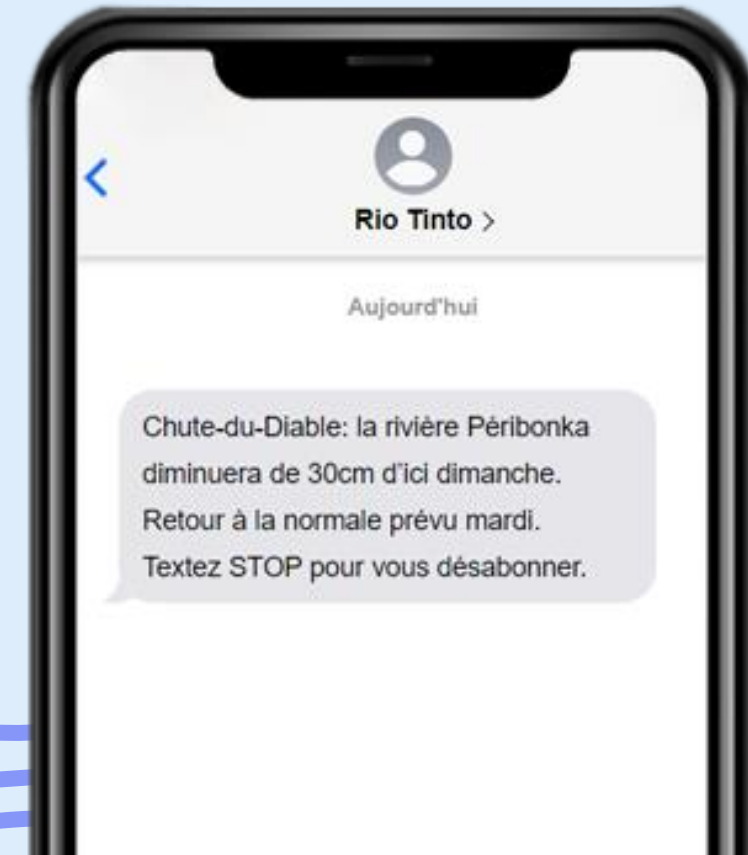 Rio Tinto >
Aujourd'hui
Chute-du-Diable: la rivière Péribonka
diminuera de 30cm d'ici dimanche.
Retour à la normale prévu mardi.
Textez STOP pour vous désabonner.